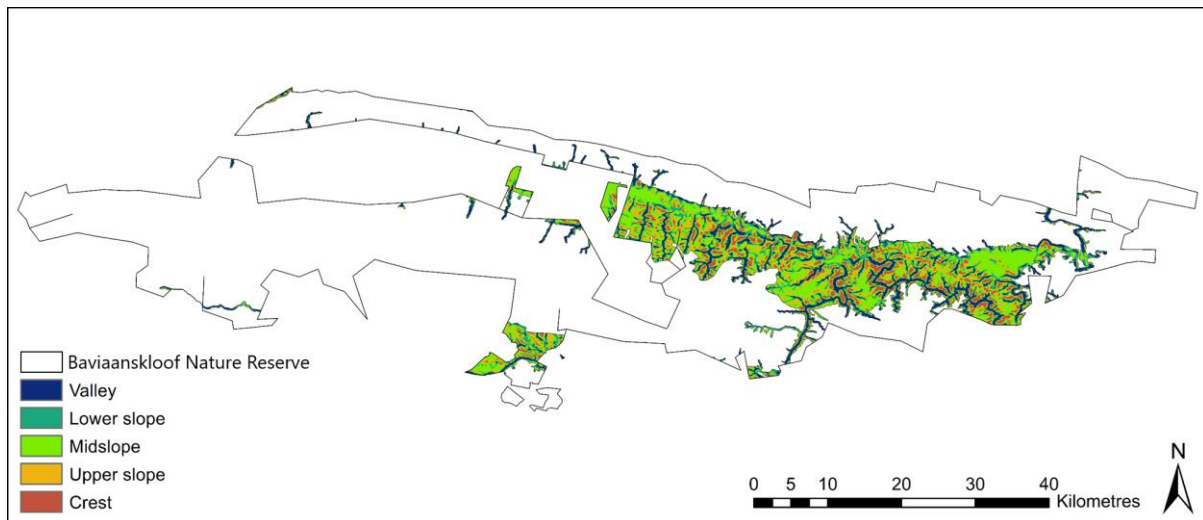 Baviaanskloof Nature Reserve
Valley
Lower slope
Midslope
Upper slope
Crest
N
0 5 10 20 30 40
Kilometres